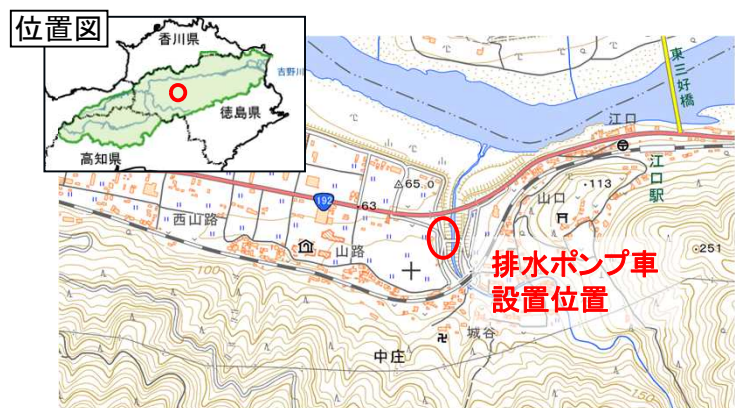 位置図
香川県
吉野川
徳島県
高知県
東三好橋
江口
江口駅
65.0
192
63
山口
113
西山路
山路
251
排水ポンプ車
設置位置
100
城谷
中庄
150